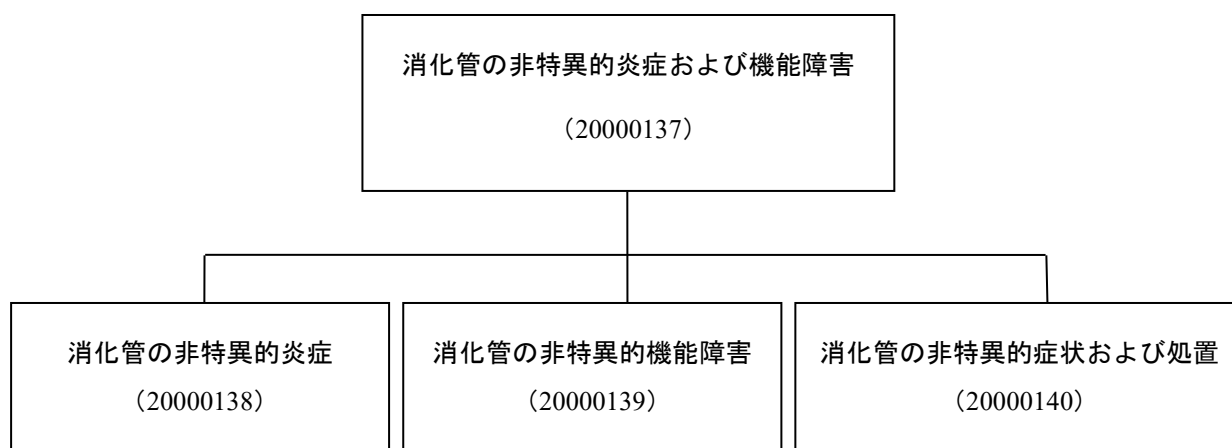 消化管の非特異的炎症および機能障害
（20000137）
消化管の非特異的炎症
（20000138）
消化管の非特異的機能障害
（20000139）
消化管の非特異的症状および処置
（20000140）